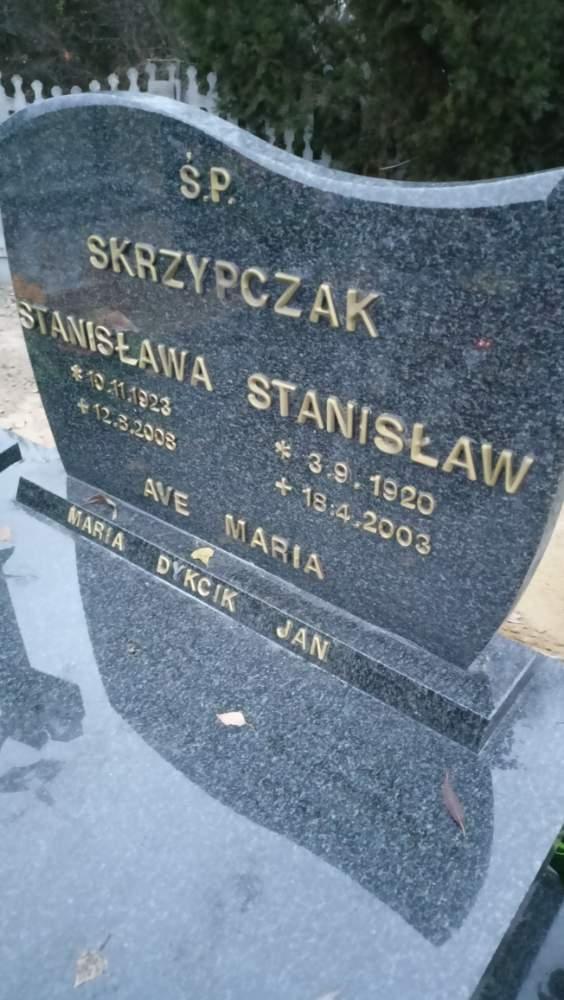 Ś.P.
SKRZYPCZAK
STANISŁAWA
*10.11.1923
+12.8.2008
STANISŁAW
* 3.9.1920
+ 18.4.2003
AVE MARIA
MARIA DYKCIK JAN